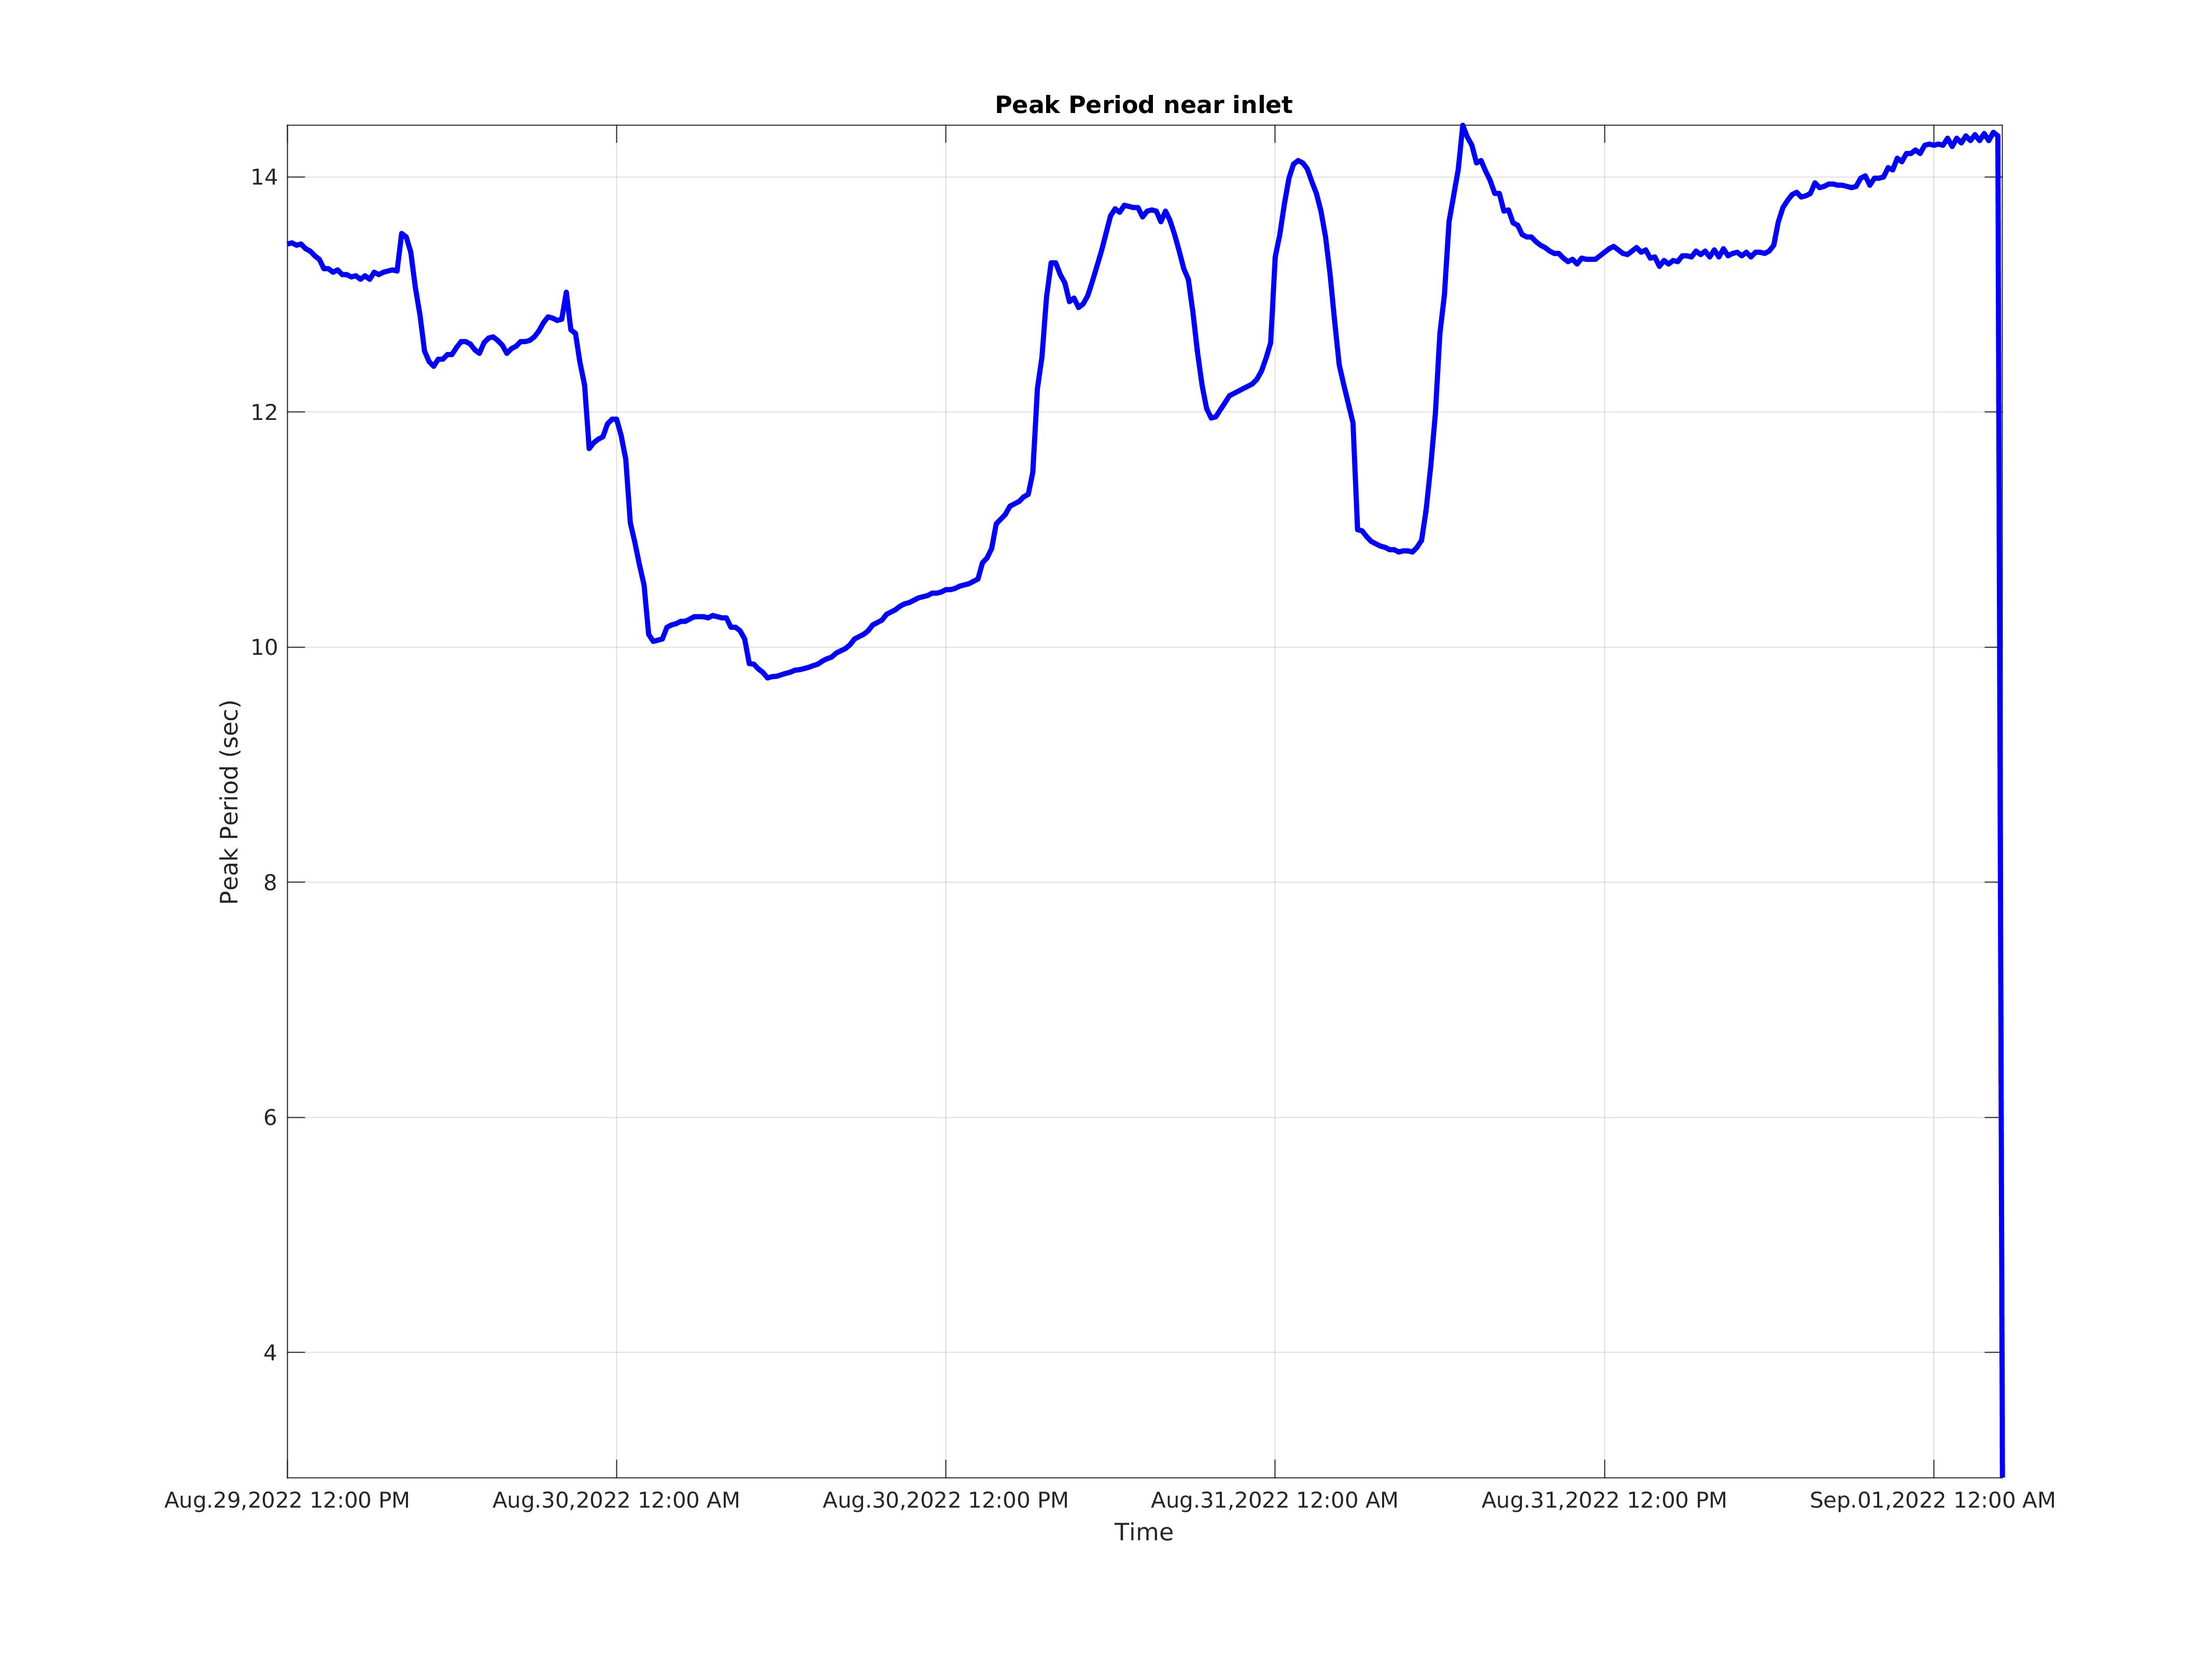 Peak Period near inlet
14
12
10
8
6
4
Peak Period (sec)
Aug.29,2022 12:00 PM
Aug.30,2022 12:00 AM
Aug.30,2022 12:00 PM
Aug.31,2022 12:00 AM
Aug.31,2022 12:00 PM
Sep.01,2022 12:00 AM
Time